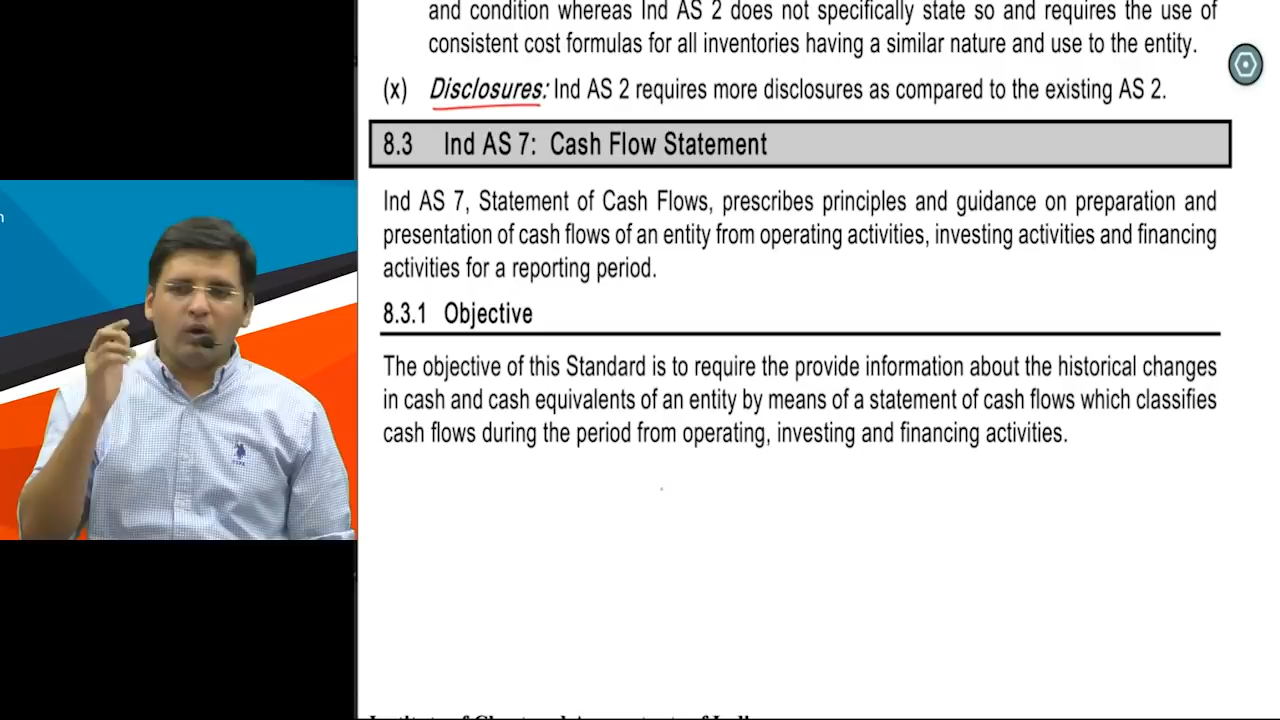 and condition whereas Ind AS 2 does not specifically state so and requires the use of
consistent cost formulas for all inventories having a similar nature and use to the entity.
(x) Disclosures: Ind AS 2 requires more disclosures as compared to the existing AS 2.
8.3 Ind AS 7: Cash Flow Statement
Ind AS 7, Statement of Cash Flows, prescribes principles and guidance on preparation and
presentation of cash flows of an entity from operating activities, investing activities and financing
activities for a reporting period.
8.3.1 Objective
The objective of this Standard is to require the provide information about the historical changes
in cash and cash equivalents of an entity by means of a statement of cash flows which classifies
cash flows during the period from operating, investing and financing activities.